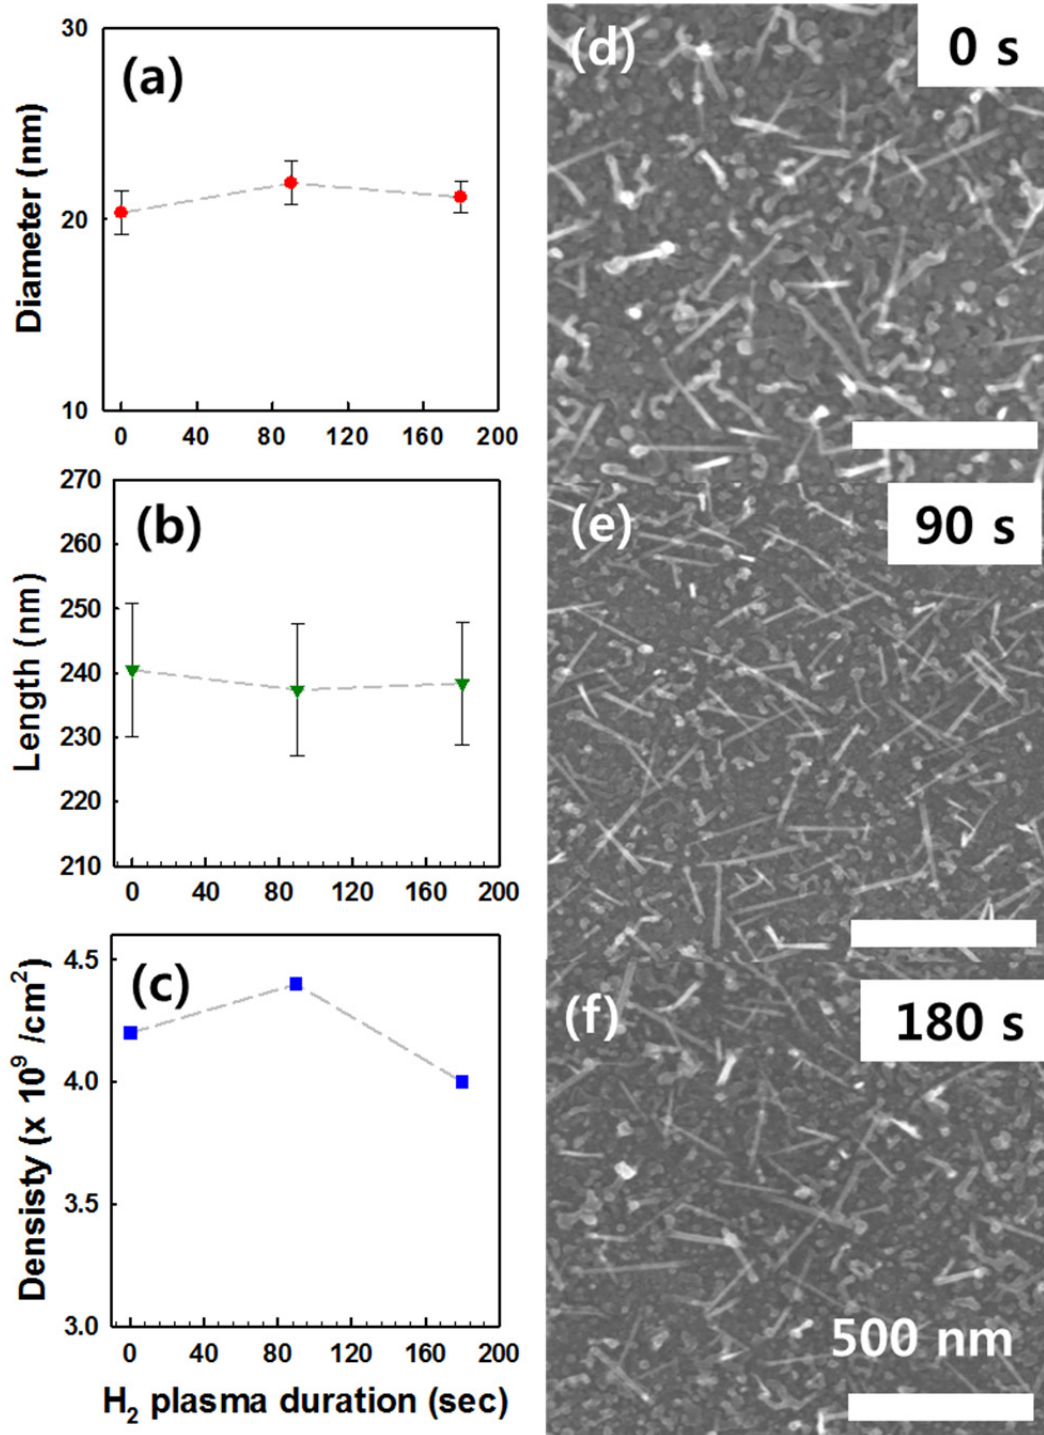 (a)
Diameter (nm)
30
20
10
0 40 80 120 160 200
(b)
Length (nm)
270
260
250
240
230
220
210
0 40 80 120 160 200
(c)
Densisty (x 10⁹ /cm²)
4.5
4.0
3.5
3.0
0 40 80 120 160 200
H₂ plasma duration (sec)
(d)
0 s
(e)
90 s
(f)
180 s
500 nm